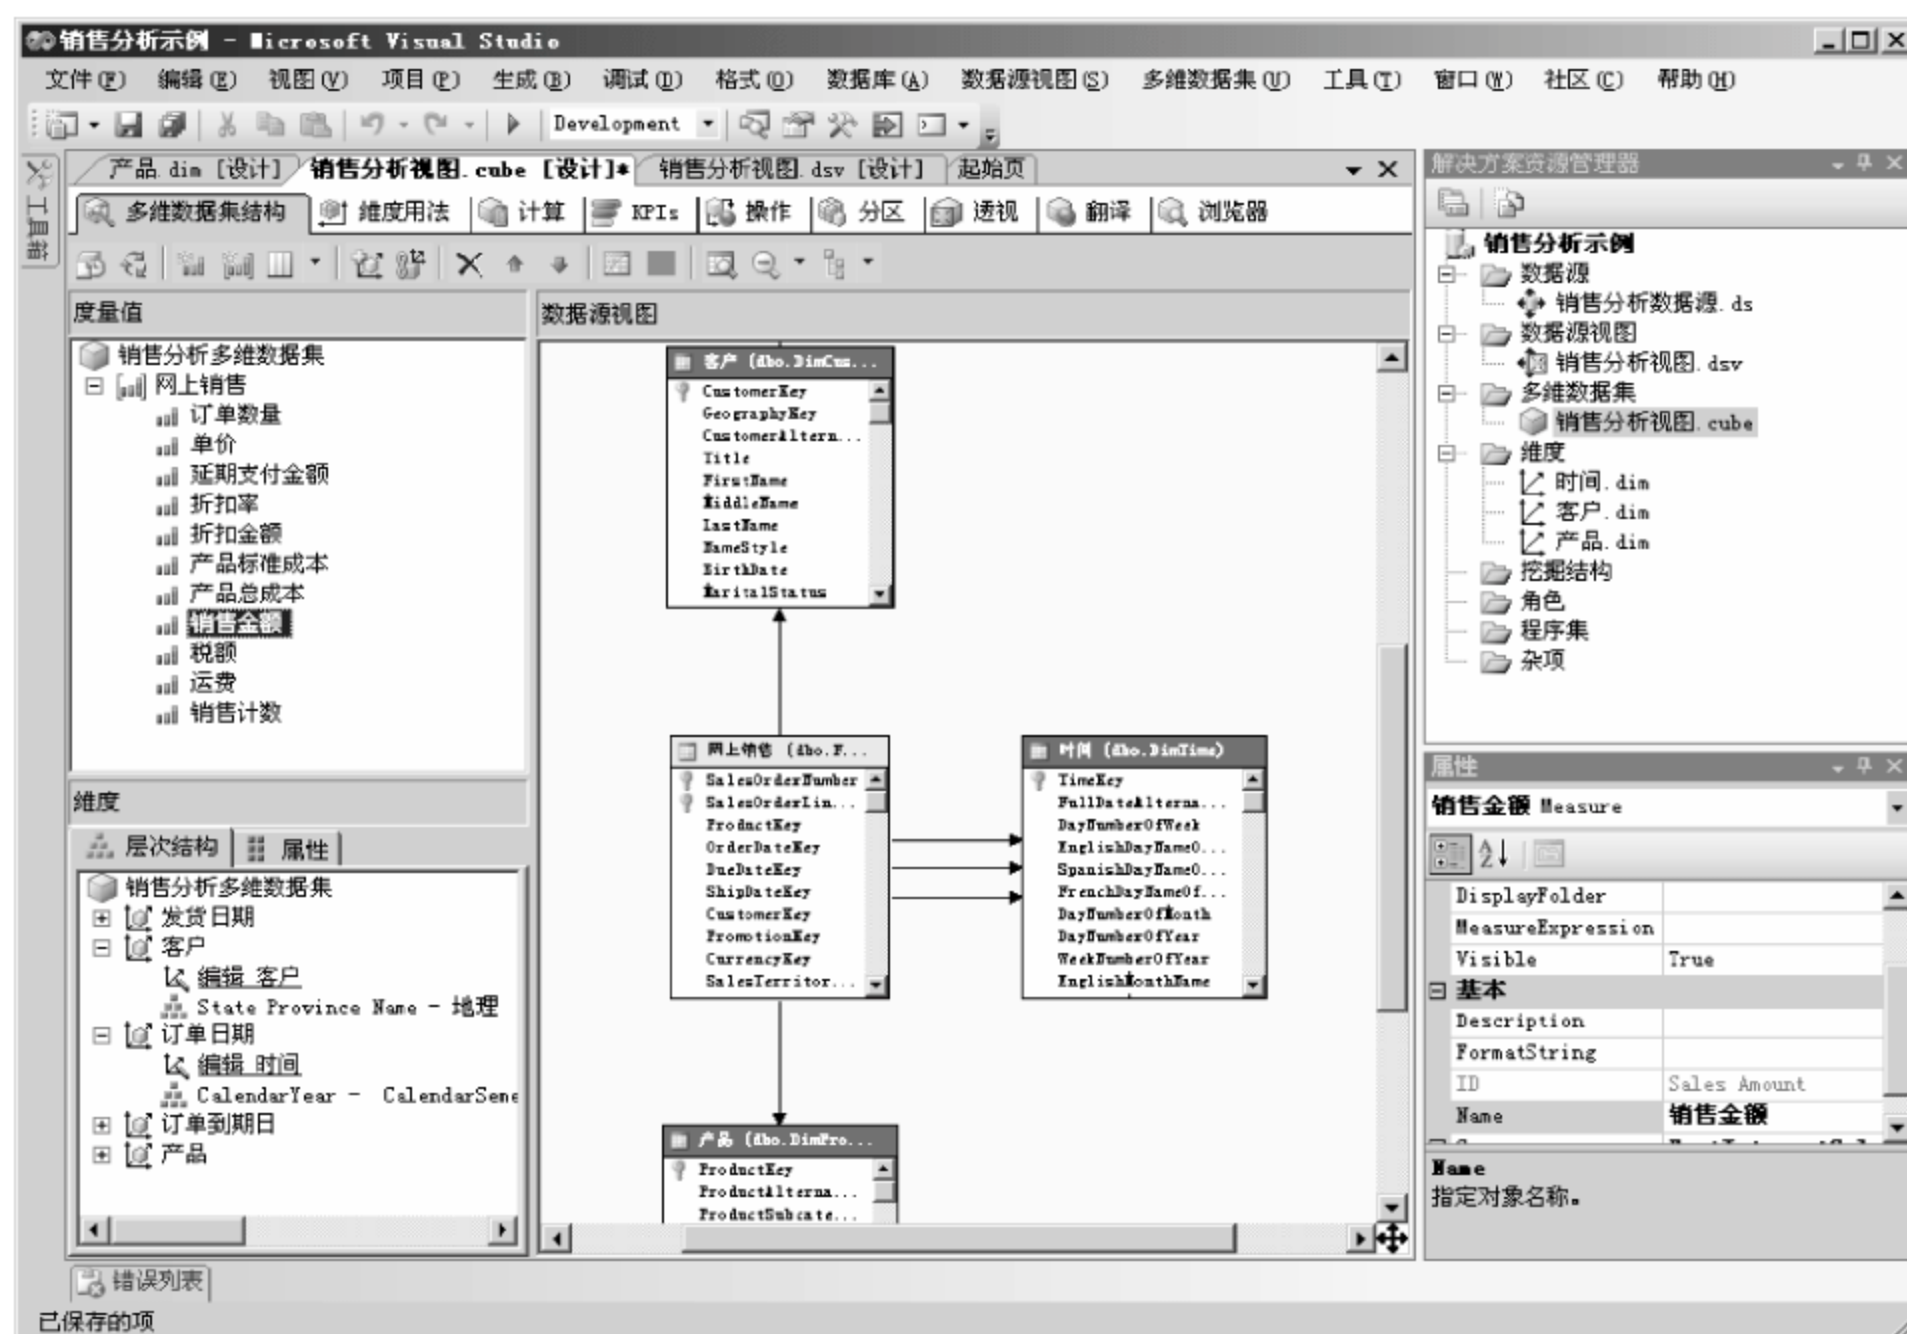 销售分析示例 - Microsoft Visual Studio
文件(F) 编辑(E) 视图(V) 项目(P) 生成(B) 调试(D) 格式(O) 数据库(A) 数据源视图(S) 多维数据集(U) 工具(T) 窗口(W) 社区(C) 帮助(H)
Development
产品.dim [设计] 销售分析视图.cube [设计]* 销售分析视图.dsv [设计] 起始页
工具箱
多维数据集结构 维度用法 计算 KPIs 操作 分区 透视 翻译 浏览器
度量值
销售分析多维数据集
网上销售
订单数量
单价
延期支付金额
折扣率
折扣金额
产品标准成本
产品总成本
销售金额
税额
运费
销售计数
维度
层次结构 属性
销售分析多维数据集
发货日期
客户
编辑 客户
State Province Name - 地理
订单日期
编辑 时间
CalendarYear - CalendarSeme
订单到期日
产品
数据源视图
客户 (dbo.DimCus...
CustomerKey
GeographyKey
CustomerAltern...
Title
FirstName
MiddleName
LastName
NameStyle
BirthDate
MaritalStatus
网上销售 (dbo.F...
SalesOrderNumber
SalesOrderLin...
ProductKey
OrderDateKey
DueDateKey
ShipDateKey
CustomerKey
PromotionKey
CurrencyKey
SalesTerritor...
时间 (dbo.DimTime)
TimeKey
FullDateAlterna...
DayNumberOfWeek
EnglishDayNameO...
SpanishDayNameO...
FrenchDayNameOf...
DayNumberOfMonth
DayNumberOfYear
WeekNumberOfYear
EnglishMonthName
产品 (dbo.DimPro...
ProductKey
ProductAlterna...
ProductSubcate...
解决方案资源管理器
销售分析示例
数据源
销售分析数据源.ds
数据源视图
销售分析视图.dsv
多维数据集
销售分析视图.cube
维度
时间.dim
客户.dim
产品.dim
挖掘结构
角色
程序集
杂项
属性
销售金额 Measure
DisplayFolder
MeasureExpression
Visible True
基本
Description
FormatString
ID Sales Amount
Name 销售金额
Name
指定对象名称。
错误列表
已保存的项